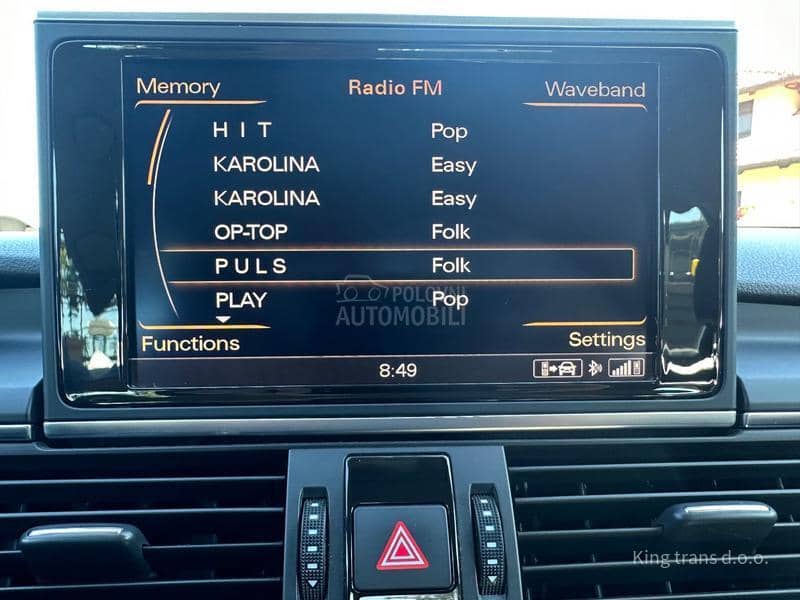 Memory Radio FM Waveband
H I T Pop
KAROLINA Easy
KAROLINA Easy
OP-TOP Folk
P U L S Folk
PLAY Pop
POLOVNI
AUTOMOBILI
Functions Settings
8:49
King trans d.o.o.